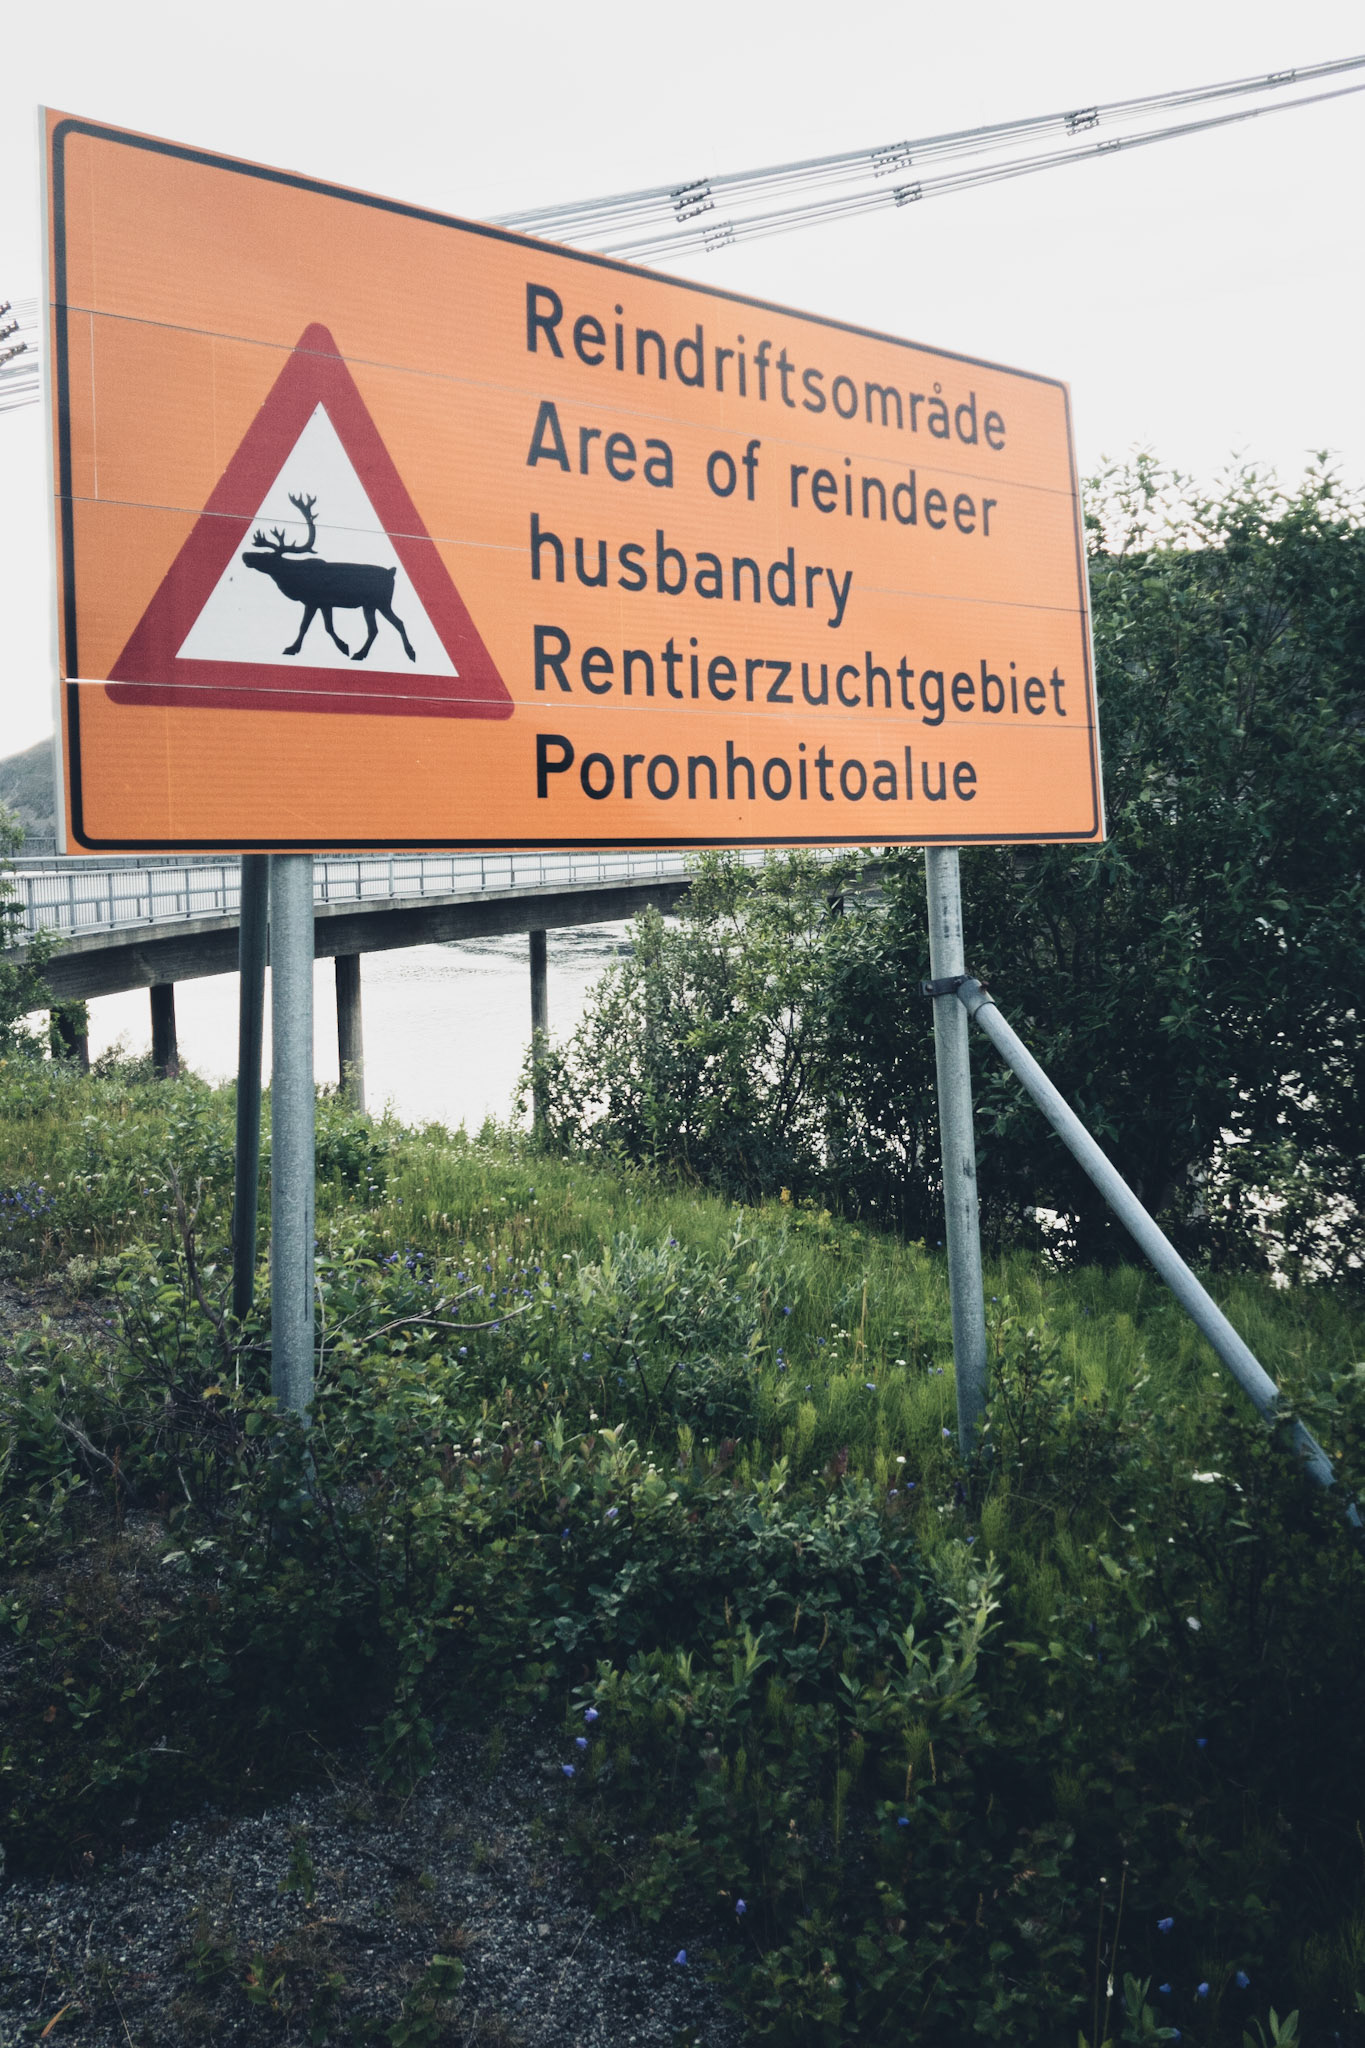 Reindriftsområde
Area of reindeer
husbandry
Rentierzuchtgebiet
Poronhoitoalue